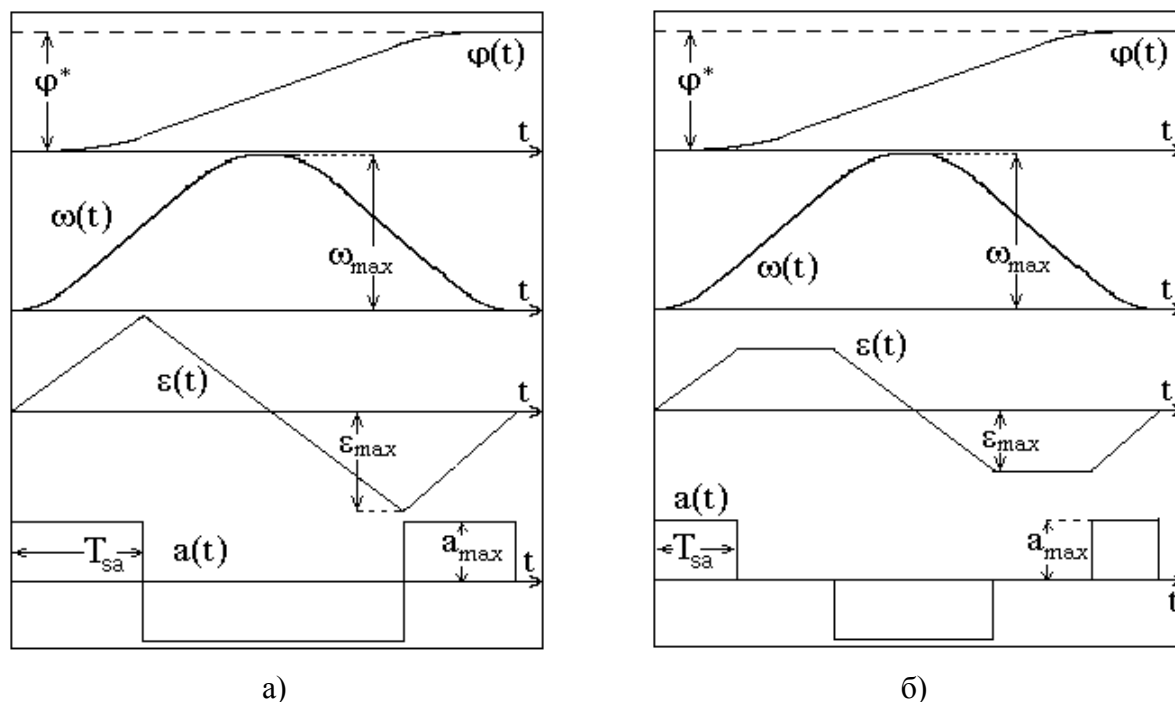 φ*
φ(t)
t
ω(t)
ω_max
t
ε(t)
t
ε_max
T_sa
a(t)
a_max
t
а)
φ*
φ(t)
t
ω(t)
ω_max
t
ε(t)
t
ε_max
a(t)
T_sa
a_max
t
б)